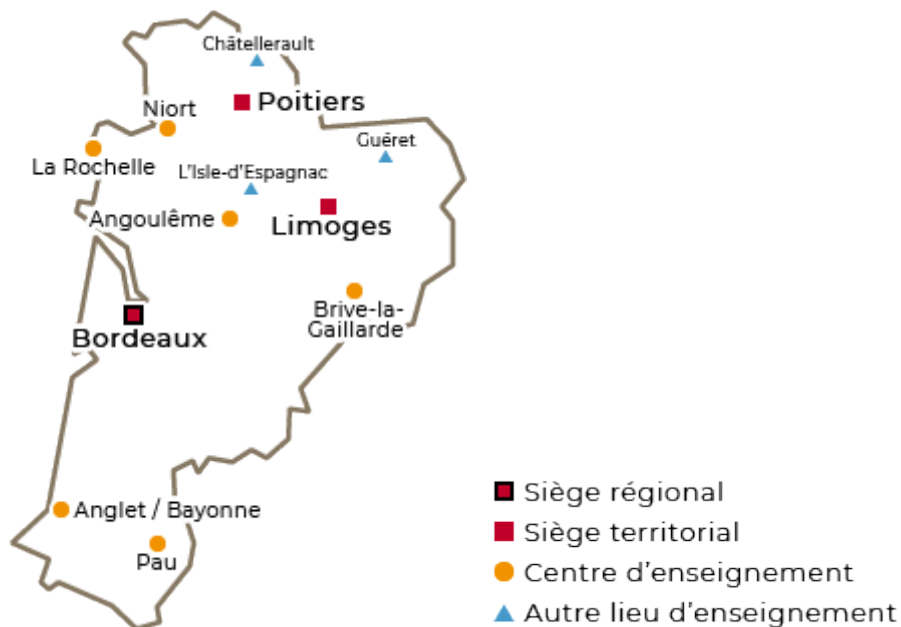 Châtellerault
Poitiers
Niort
Guéret
La Rochelle
L'Isle-d'Espagnac
Angoulême
Limoges
Brive-la-
Gaillarde
Bordeaux
Anglet / Bayonne
Pau
Siège régional
Siège territorial
Centre d'enseignement
Autre lieu d'enseignement